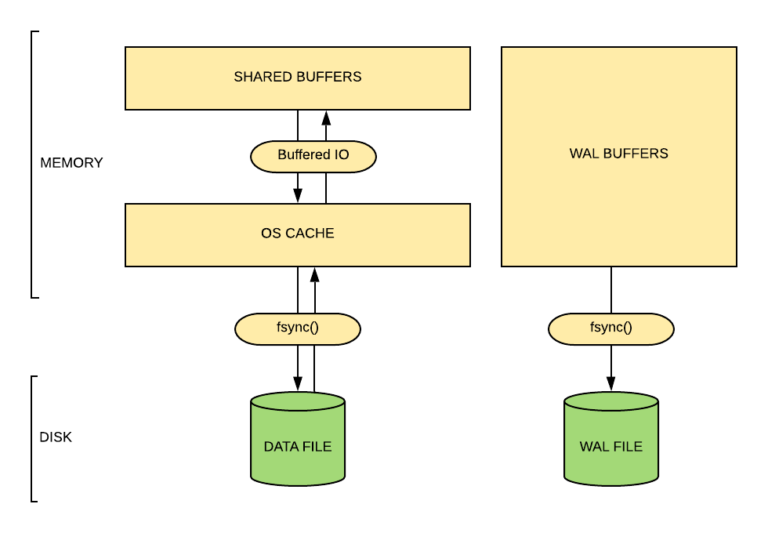 SHARED BUFFERS
Buffered IO
MEMORY
WAL BUFFERS
OS CACHE
fsync()
fsync()
DISK
DATA FILE
WAL FILE